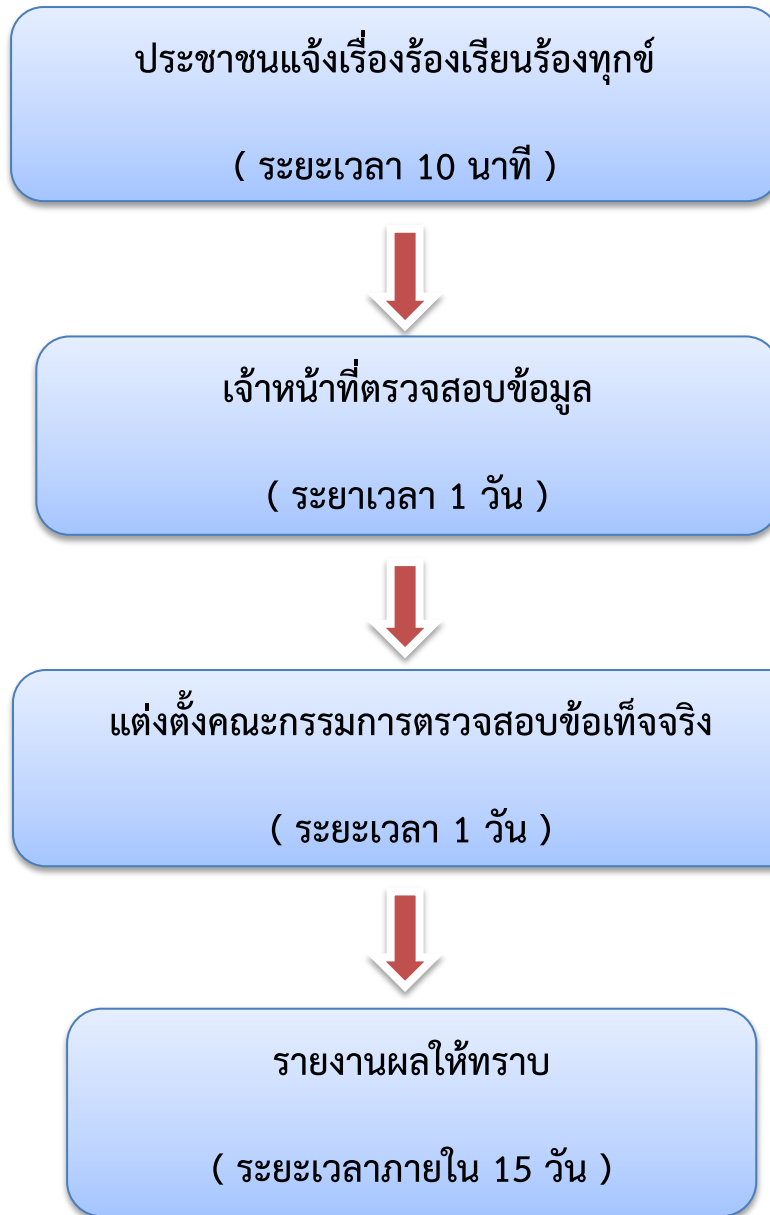 ประชาชนแจ้งเรื่องร้องเรียนร้องทุกข์
( ระยะเวลา 10 นาที )
เจ้าหน้าที่ตรวจสอบข้อมูล
( ระยาเวลา 1 วัน )
แต่งตั้งคณะกรรมการตรวจสอบข้อเท็จจริง
( ระยะเวลา 1 วัน )
รายงานผลให้ทราบ
( ระยะเวลาภายใน 15 วัน )